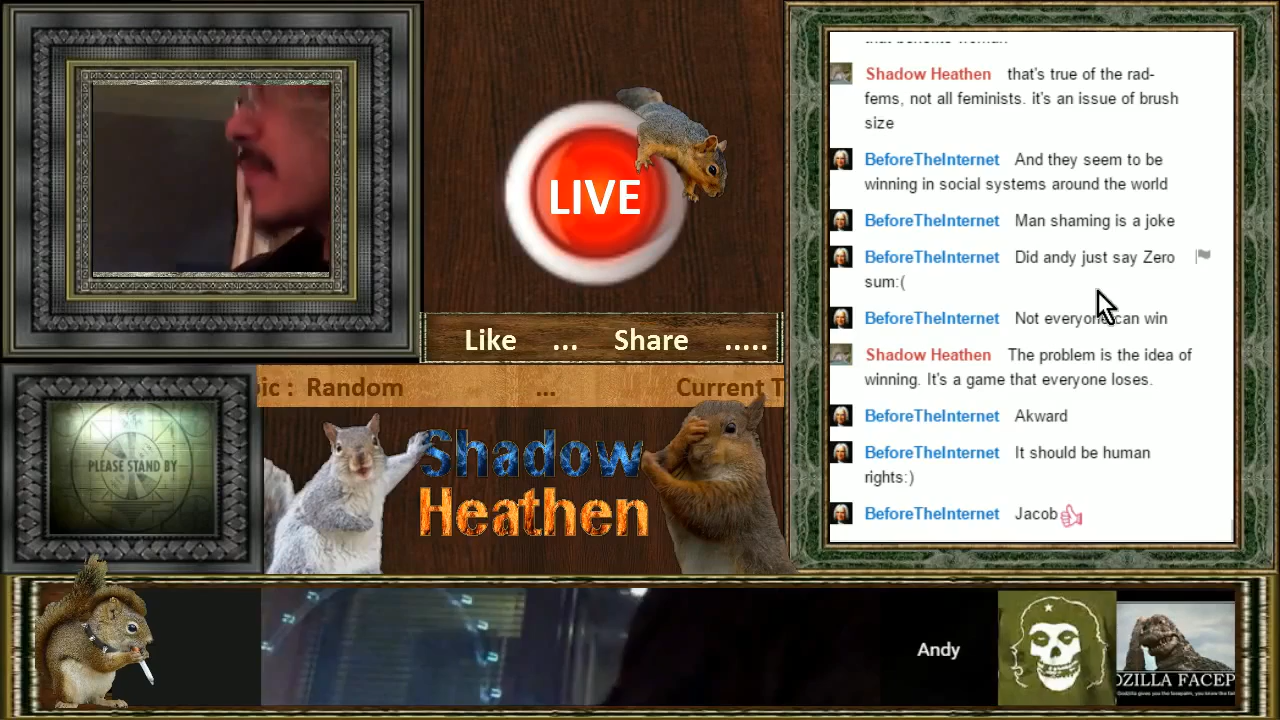 Shadow Heathen that's true of the rad-
fems, not all feminists. it's an issue of brush
size
BeforeTheInternet And they seem to be
winning in social systems around the world
BeforeTheInternet Man shaming is a joke
BeforeTheInternet Did andy just say Zero
sum:(
BeforeTheInternet Not everyone can win
Shadow Heathen The problem is the idea of
winning. It's a game that everyone loses.
BeforeTheInternet Akward
BeforeTheInternet It should be human
rights:)
BeforeTheInternet Jacob
LIVE
Like ... Share .....
ic : Random ... Current T
PLEASE STAND BY
Shadow
Heathen
Andy
OZILLA FACEP